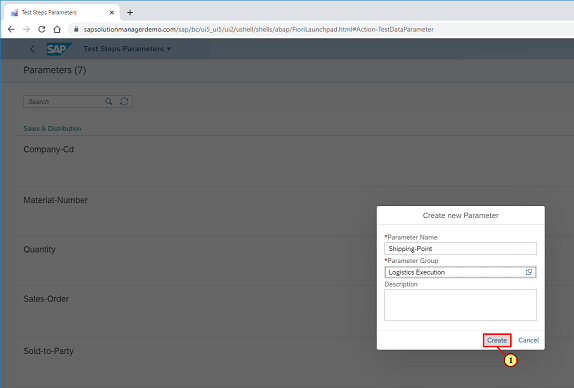 Test Steps Parameters
sapsolutionmanagerdemo.com/sap/bc/ui5_ui5/ui2/ushell/shells/abap/FioriLaunchpad.html#Action-TestDataParameter
SAP
Test Steps Parameters
Parameters (7)
Search
Sales & Distribution
Company-Cd
Material-Number
Quantity
Sales-Order
Sold-to-Party
Create new Parameter
*Parameter Name
Shipping-Point
*Parameter Group
Logistics Execution
Description
Create Cancel
1